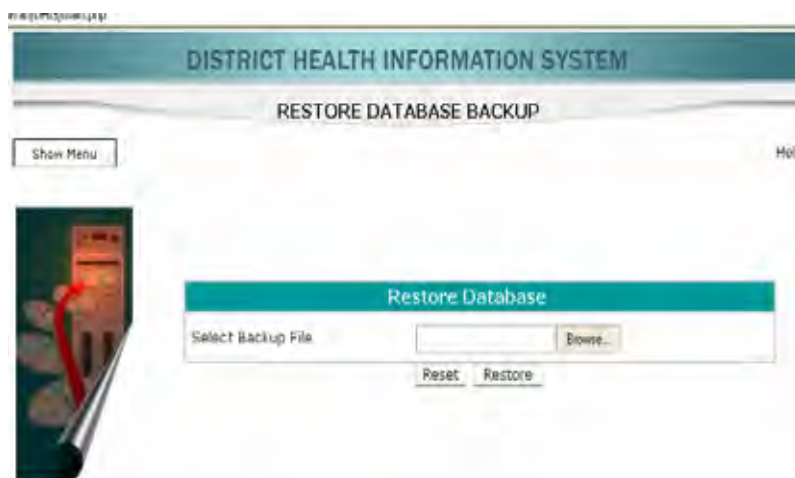 DISTRICT HEALTH INFORMATION SYSTEM
RESTORE DATABASE BACKUP
Show Menu
Restore Database
Select Backup File
Browse...
Reset Restore